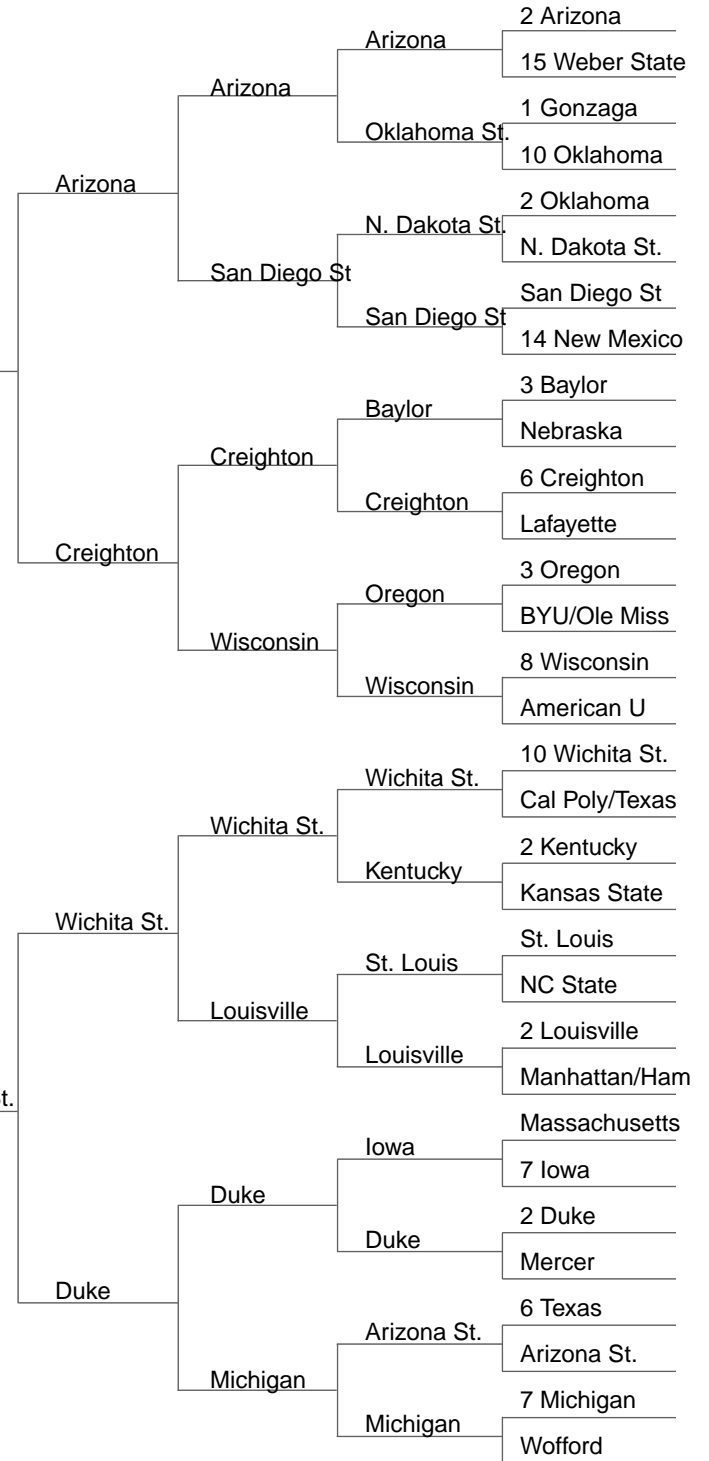 2 Arizona
Arizona
15 Weber State
Arizona
1 Gonzaga
Oklahoma St.
10 Oklahoma
Arizona
2 Oklahoma
N. Dakota St.
N. Dakota St.
San Diego St
San Diego St
San Diego St
14 New Mexico
3 Baylor
Baylor
Nebraska
Creighton
6 Creighton
Creighton
Lafayette
Creighton
3 Oregon
Oregon
BYU/Ole Miss
Wisconsin
8 Wisconsin
Wisconsin
American U
10 Wichita St.
Wichita St.
Cal Poly/Texas
Wichita St.
2 Kentucky
Kentucky
Kansas State
Wichita St.
St. Louis
St. Louis
NC State
Louisville
2 Louisville
Louisville
Manhattan/Ham
t.
Massachusetts
Iowa
7 Iowa
Duke
2 Duke
Duke
Mercer
Duke
6 Texas
Arizona St.
Arizona St.
Michigan
7 Michigan
Michigan
Wofford